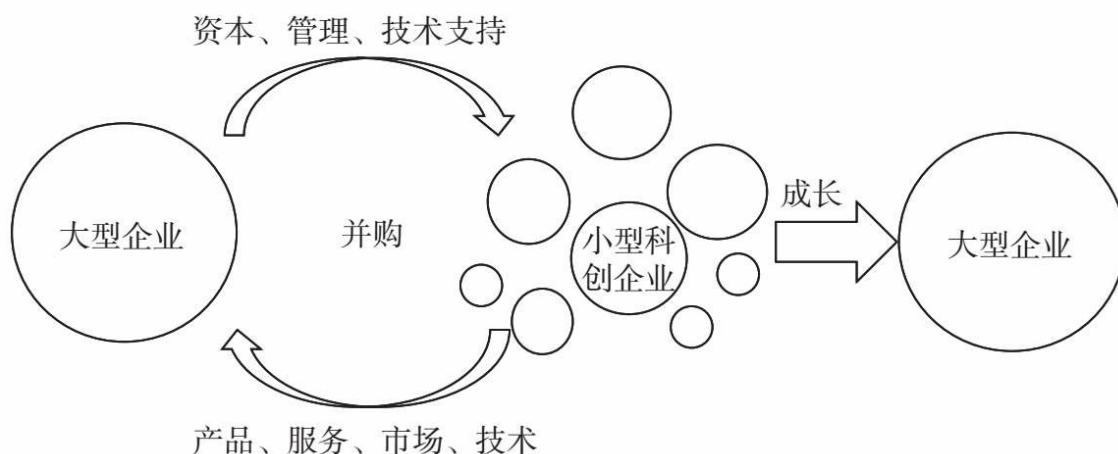 资本、管理、技术支持
大型企业
并购
小型科
创企业
成长
大型企业
产品、服务、市场、技术